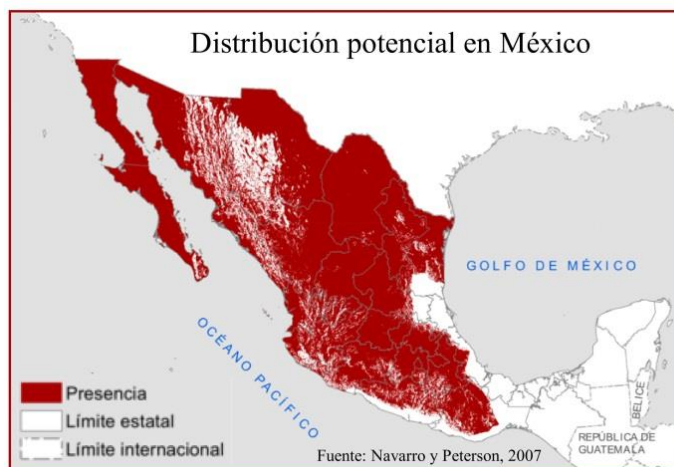 Distribución potencial en México
GOLFO DE MÉXICO
OCÉANO PACÍFICO
BELICE
REPÚBLICA DE
GUATEMALA
Presencia
Límite estatal
Límite internacional
Fuente: Navarro y Peterson, 2007